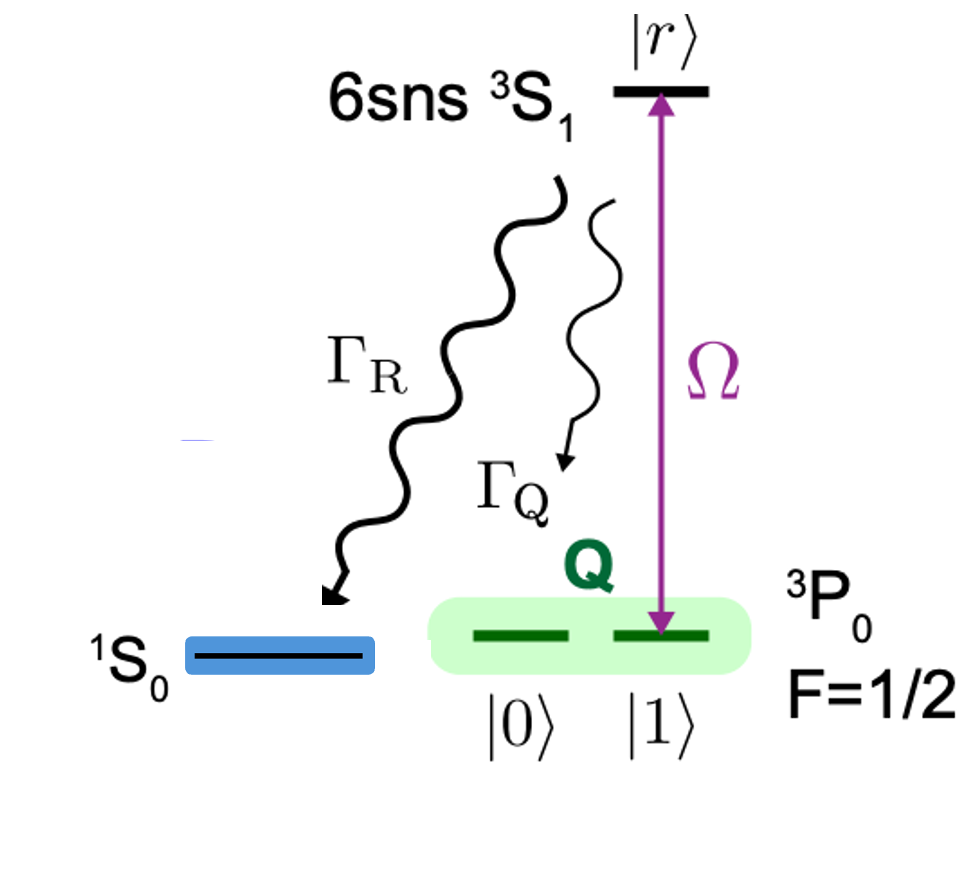 |r⟩
6sns ³S₁
Γ_R
Ω
Γ_Q
Q
³P₀
¹S₀
F=1/2
|0⟩ |1⟩